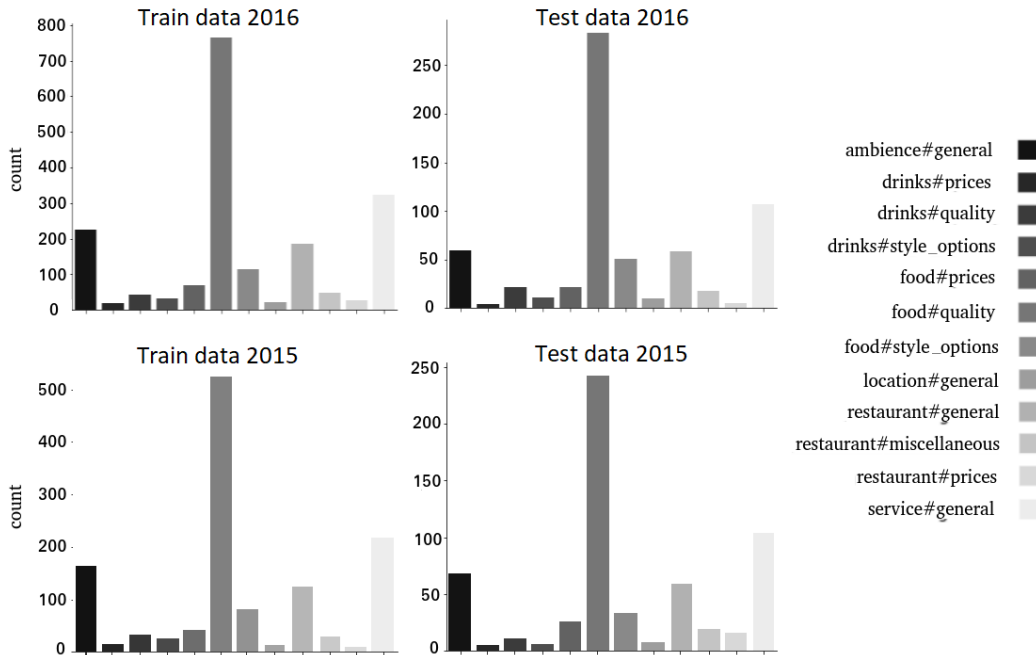 Train data 2016
800
700
600
500
400
300
200
100
0
count
Test data 2016
250
200
150
100
50
0
Train data 2015
500
400
300
200
100
0
count
Test data 2015
250
200
150
100
50
0
ambience#general
drinks#prices
drinks#quality
drinks#style_options
food#prices
food#quality
food#style_options
location#general
restaurant#general
restaurant#miscellaneous
restaurant#prices
service#general